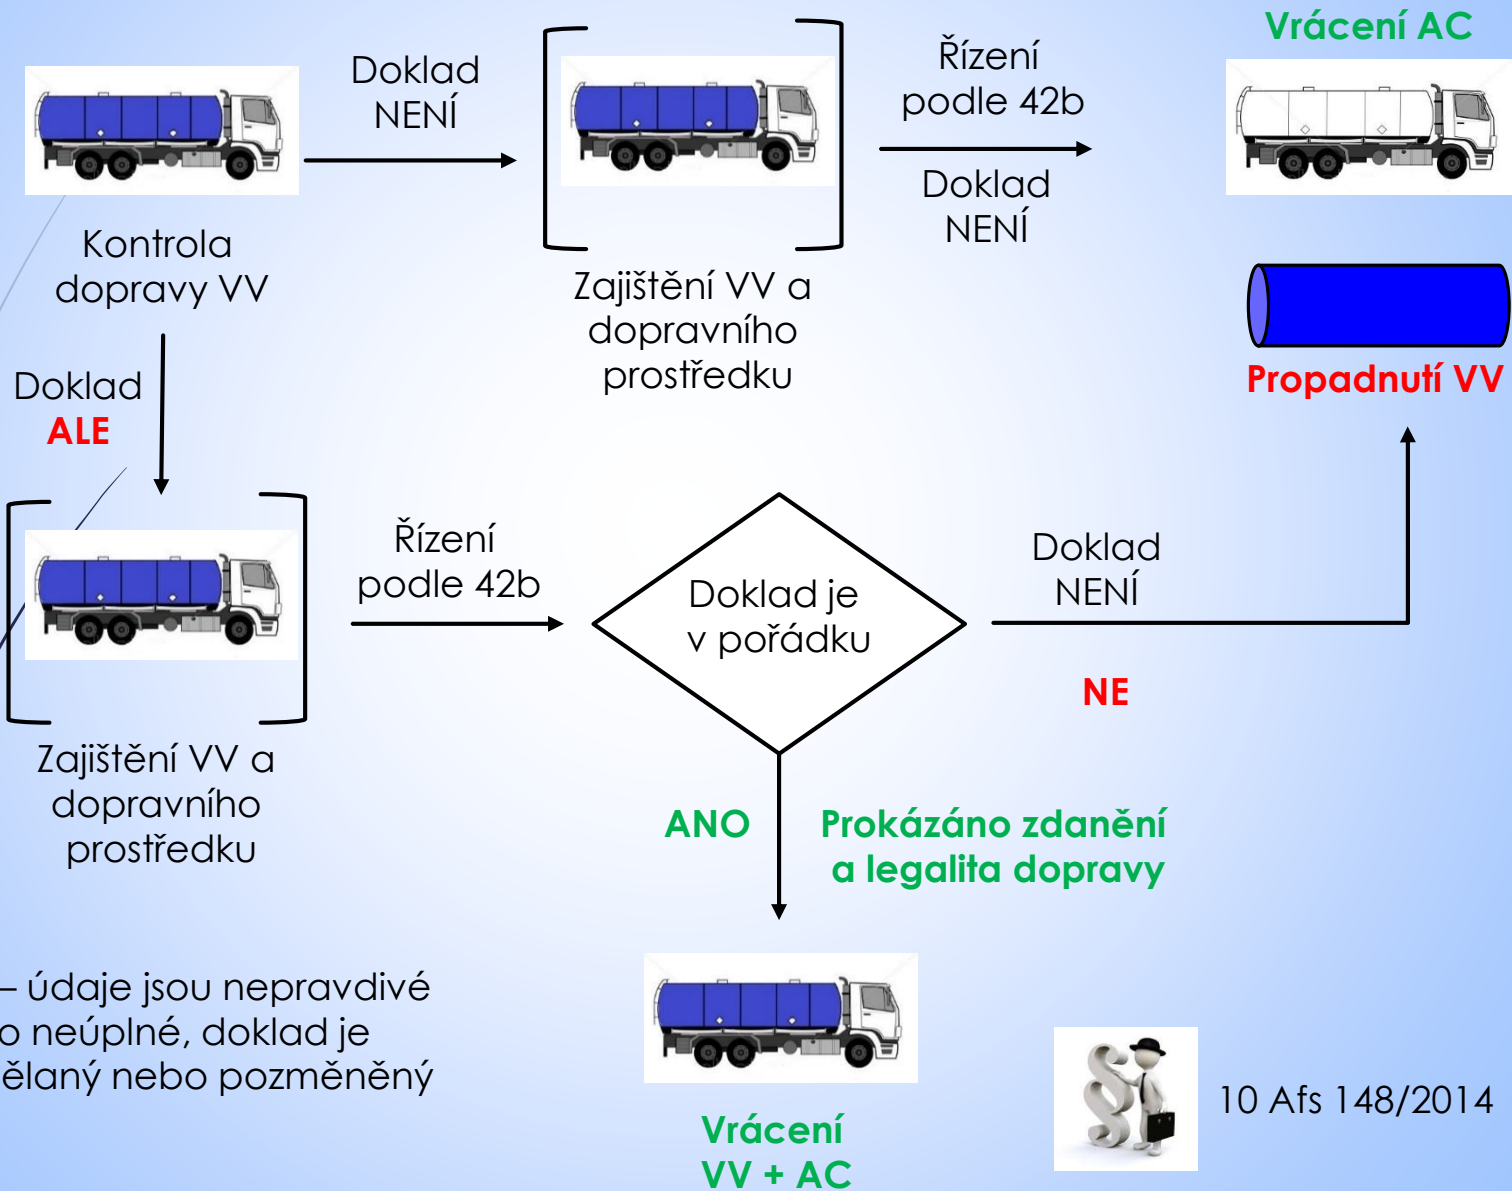 Vrácení AC
Doklad
NENÍ
Řízení
podle 42b
Doklad
NENÍ
Kontrola
dopravy VV
Zajištění VV a
dopravního
prostředku
Propadnutí VV
Doklad
ALE
Řízení
podle 42b
Doklad je
v pořádku
Doklad
NENÍ
NE
Zajištění VV a
dopravního
prostředku
ANO
Prokázáno zdanění
a legalita dopravy
– údaje jsou nepravdivé
neúplné, doklad je
nebo pozměněný
Vrácení
VV + AC
10 Afs 148/2014